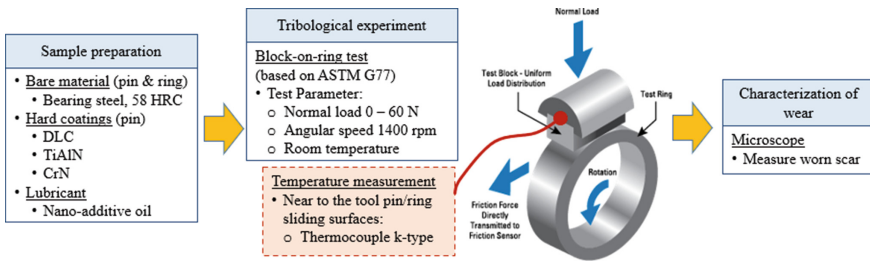 Sample preparation
• Bare material (pin & ring)
• Bearing steel, 58 HRC
• Hard coatings (pin)
• DLC
• TiAlN
• CrN
• Lubricant
• Nano-additive oil
Tribological experiment
Block-on-ring test
(based on ASTM G77)
• Test Parameter:
o Normal load 0 – 60 N
o Angular speed 1400 rpm
o Room temperature
Temperature measurement
• Near to the tool pin/ring
sliding surfaces:
o Thermocouple k-type
Normal Load
Test Block - Uniform
Load Distribution
Test Ring
Rotation
Friction Force
Directly
Transmitted to
Friction Sensor
Characterization of
wear
Microscope
• Measure worn scar